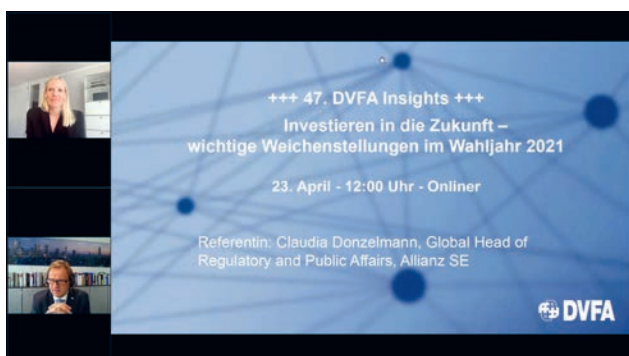 +++ 47. DVFA Insights +++
Investieren in die Zukunft –
wichtige Weichenstellungen im Wahljahr 2021
23. April - 12:00 Uhr - Onliner
Referentin: Claudia Donzelmann, Global Head of
Regulatory and Public Affairs, Allianz SE
DVFA